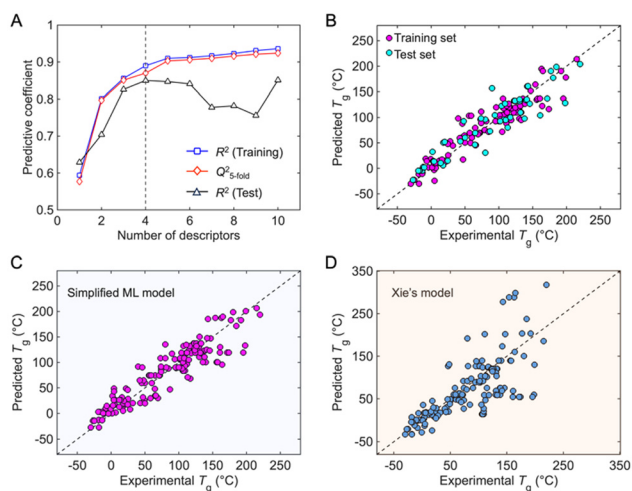 A
1
0.9
0.8
0.7
0.6
0.5
Predictive coefficient
R² (Training)
Q²5-fold
R² (Test)
0 2 4 6 8 10
Number of descriptors
B
Training set
Test set
250
200
150
100
50
0
-50
Predicted Tg (°C)
-50 0 50 100 150 200 250
Experimental Tg (°C)
C
Simplified ML model
250
200
150
100
50
0
-50
Predicted Tg (°C)
-50 0 50 100 150 200 250
Experimental Tg (°C)
D
Xie's model
350
250
150
50
-50
Predicted Tg (°C)
-50 50 150 250 350
Experimental Tg (°C)